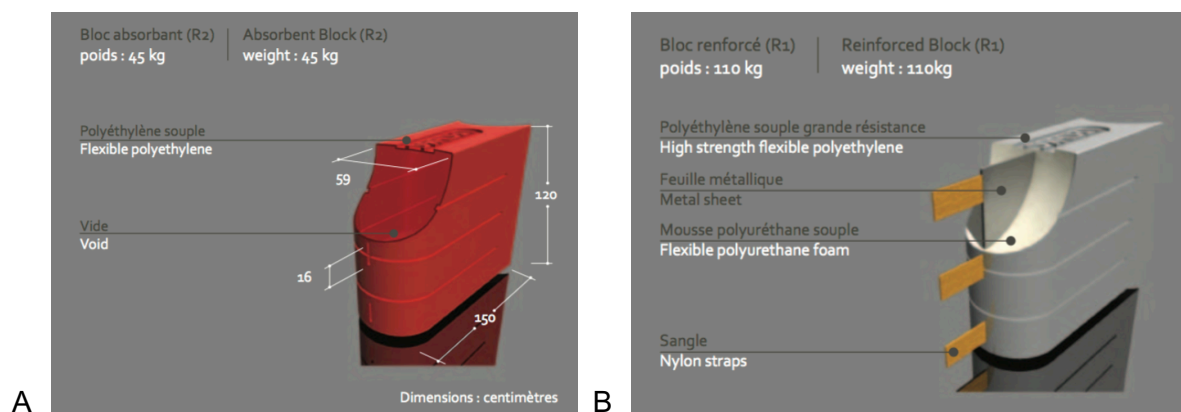 Bloc absorbant (R2)
poids : 45 kg
Absorbent Block (R2)
weight : 45 kg
Polyéthylène souple
Flexible polyethylene
59
120
Vide
Void
16
150
Dimensions : centimètres
A
Bloc renforcé (R1)
poids : 110 kg
Reinforced Block (R1)
weight : 110kg
Polyéthylène souple grande résistance
High strength flexible polyethylene
Feuille métallique
Metal sheet
Mousse polyuréthane souple
Flexible polyurethane foam
Sangle
Nylon straps
B